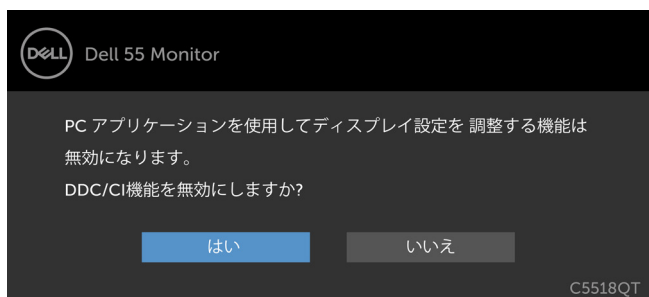 DELL
Dell 55 Monitor
PC アプリケーションを使用してディスプレイ設定を 調整する機能は
無効になります。
DDC/CI機能を無効にしますか?
はい
いいえ
C5518QT